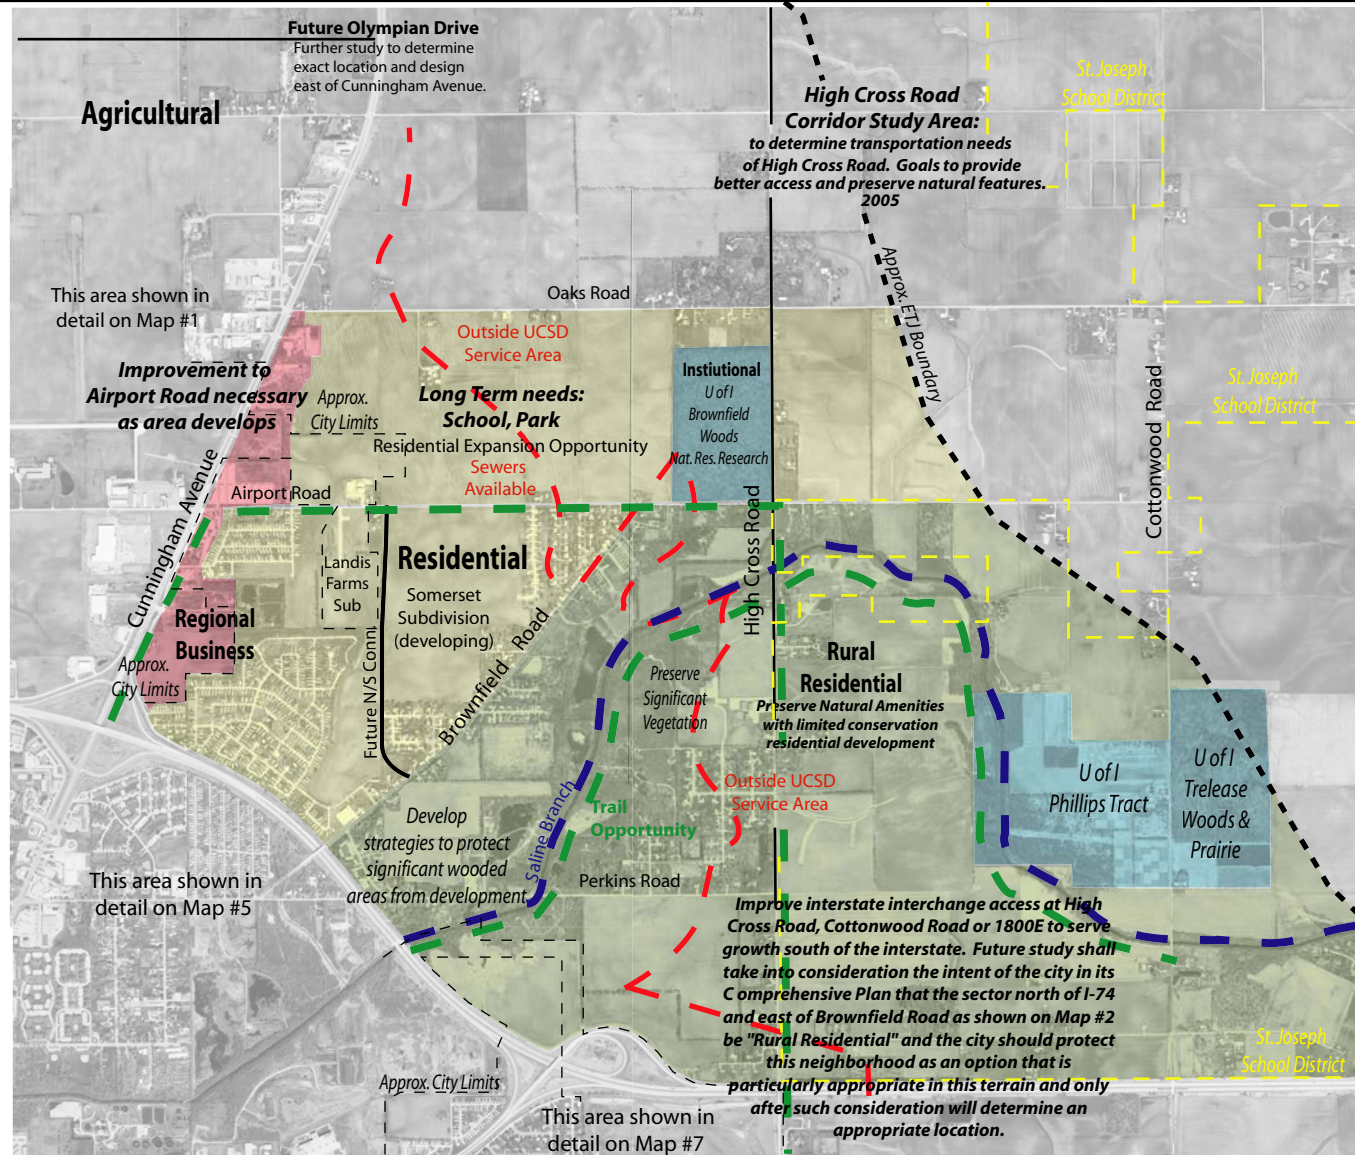 Future Olympian Drive
Further study to determine
exact location and design
east of Cunningham Avenue.
Agricultural
St. Joseph
School District
High Cross Road
Corridor Study Area:
to determine transportation needs
of High Cross Road. Goals to provide
better access and preserve natural features.
2005
Approx. ETJ Boundary
This area shown in
detail on Map #1
Oaks Road
Outside UCSD
Service Area
Improvement to
Airport Road necessary
as area develops
Approx.
City Limits
Long Term needs:
School, Park
Residential Expansion Opportunity
Sewers
Available
Instiutional
U of I
Brownfield
Woods
Nat. Res. Research
St. Joseph
School District
Cottonwood Road
Cunningham Avenue
Airport Road
High Cross Road
Landis
Farms
Sub
Residential
Somerset
Subdivision
(developing)
Brownfield Road
Future N/S Conn.
Regional
Business
Approx.
City Limits
Preserve
Significant
Vegetation
Rural
Residential
Preserve Natural Amenities
with limited conservation
residential development
U of I
Phillips Tract
U of I
Trelease
Woods &
Prairie
Outside UCSD
Service Area
Saline Branch
Trail
Opportunity
Develop
strategies to protect
significant wooded
areas from development
Perkins Road
This area shown in
detail on Map #5
Improve interstate interchange access at High
Cross Road, Cottonwood Road or 1800E to serve
growth south of the interstate. Future study shall
take into consideration the intent of the city in its
C omprehensive Plan that the sector north of I-74
and east of Brownfield Road as shown on Map #2
be "Rural Residential" and the city should protect
this neighborhood as an option that is
particularly appropriate in this terrain and only
after such consideration will determine an
appropriate location.
St. Joseph
School District
Approx. City Limits
This area shown in
detail on Map #7